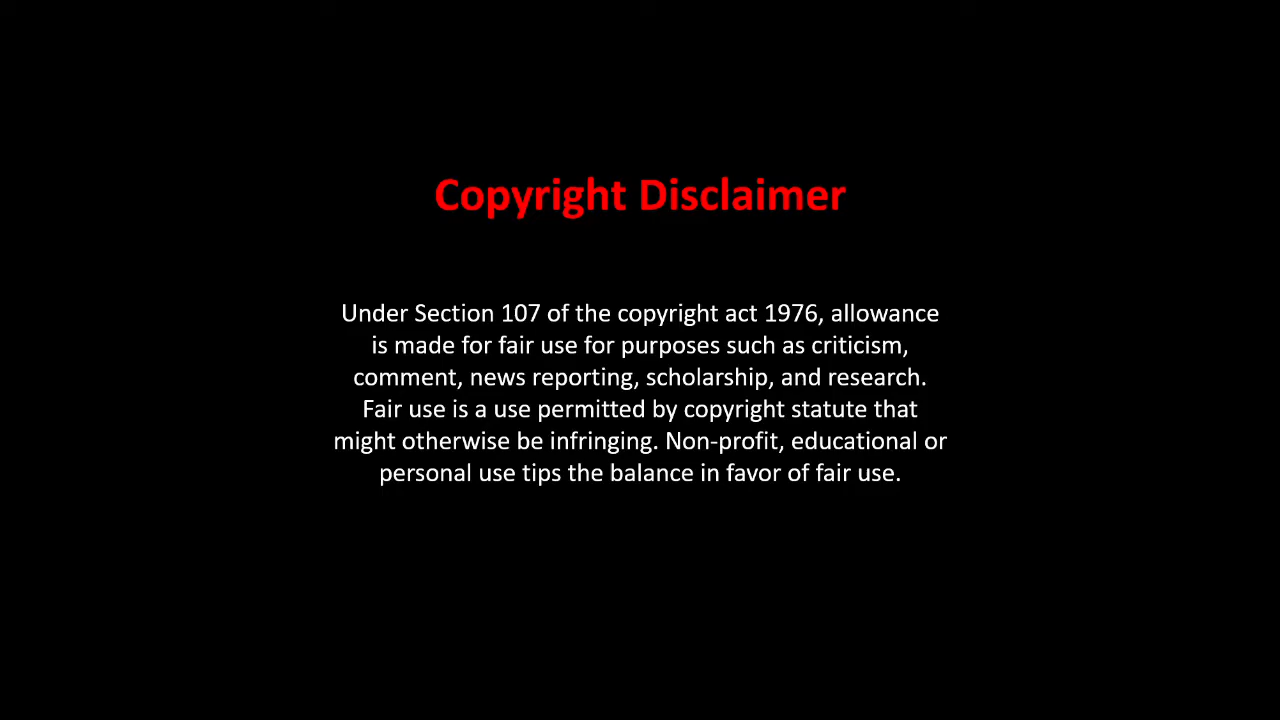 Copyright Disclaimer
Under Section 107 of the copyright act 1976, allowance
is made for fair use for purposes such as criticism,
comment, news reporting, scholarship, and research.
Fair use is a use permitted by copyright statute that
might otherwise be infringing. Non-profit, educational or
personal use tips the balance in favor of fair use.